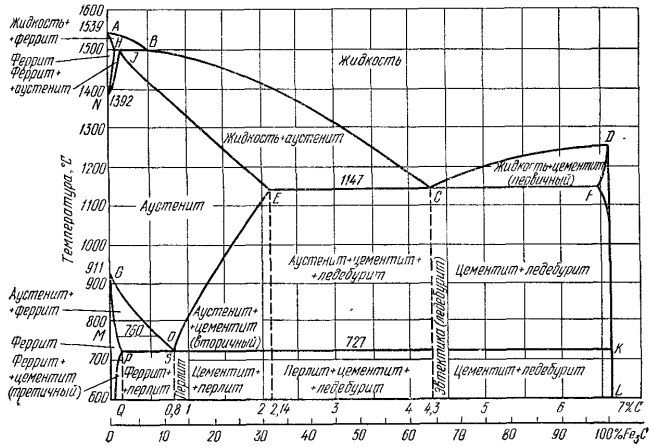 1600
1539
A
Жидкость+
+феррит
H
1500
J
B
Жидкость
Феррит
Феррит+
+аустенит
1400
1392
N
1300
D
Жидкость+аустенит
1200
Жидкость+цементит
(первичный)
1147
E
C
F
Температура °C
Аустенит
1100
1000
911
G
900
Аустенит+цементит+
+ледебурит
Цементит+ледебурит
Эвтектика (ледебурит)
Аустенит+
+феррит
Аустенит+
+цементит
(вторичный)
800
M
760
O
727
K
Феррит
P
S
700
Феррит+
+цементит
(третичный)
Феррит+
+перлит
Перлит
Цементит+
+перлит
Перлит+цементит+
+ледебурит
Цементит+ледебурит
600
L
Q
0,8
1
2
2,14
3
4
4,3
5
6
7%C
0
10
20
30
40
50
60
70
80
90
100%Fe₃C